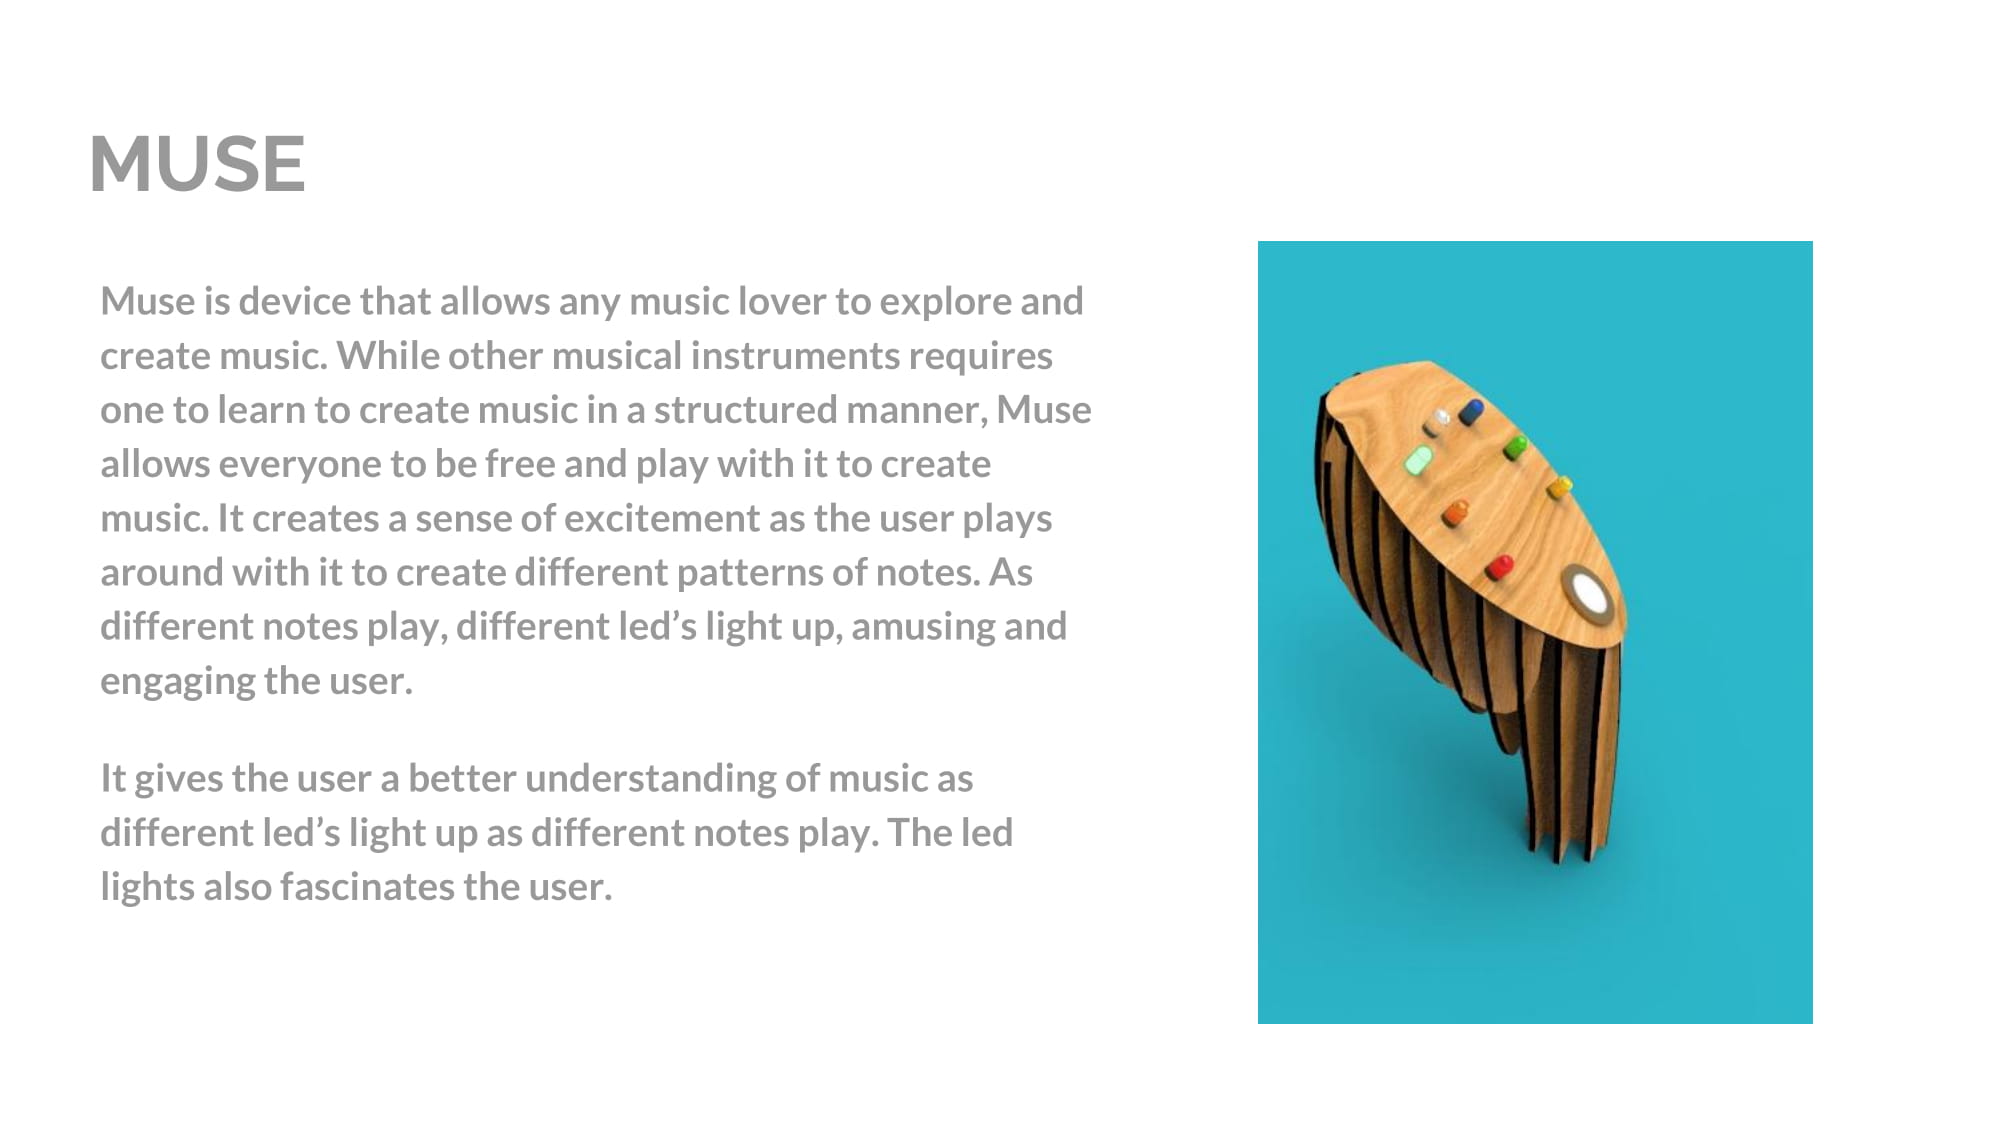 MUSE
Muse is device that allows any music lover to explore and
create music. While other musical instruments requires
one to learn to create music in a structured manner, Muse
allows everyone to be free and play with it to create
music. It creates a sense of excitement as the user plays
around with it to create different patterns of notes. As
different notes play, different led’s light up, amusing and
engaging the user.
It gives the user a better understanding of music as
different led’s light up as different notes play. The led
lights also fascinates the user.